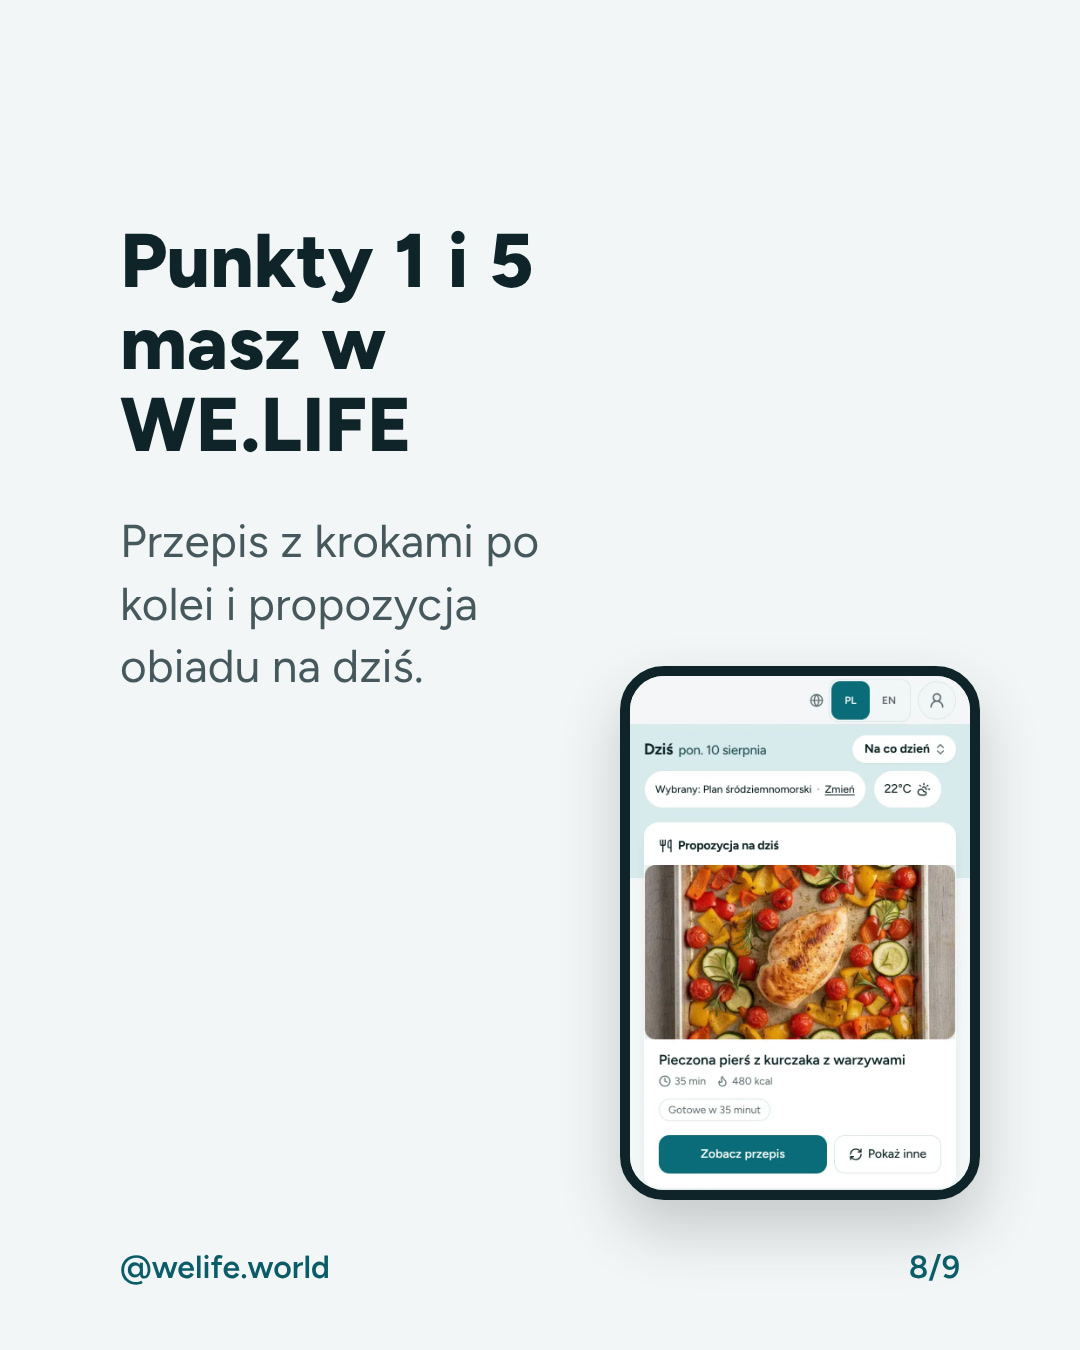 Punkty 1 i 5
masz w
WE.LIFE
Przepis z krokami po
kolei i propozycja
obiadu na dziś.
PL EN
Dziś pon. 10 sierpnia
Na co dzień
Wybrany: Plan śródziemnomorski · Zmień
22°C
Propozycja na dziś
Pieczona pierś z kurczaka z warzywami
35 min 480 kcal
Gotowe w 35 minut
Zobacz przepis
Pokaż inne
@welife.world
8/9